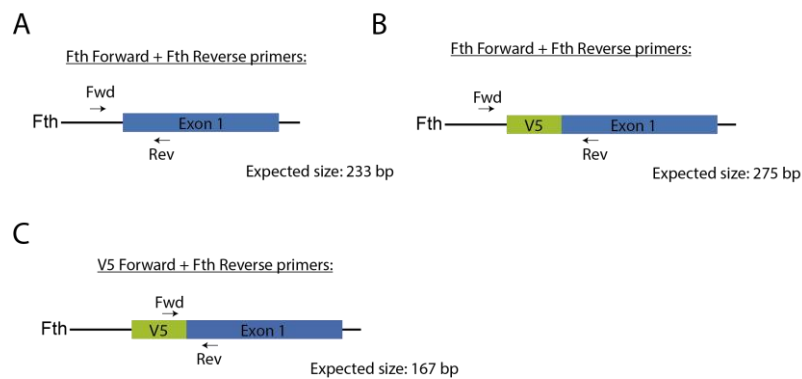 A
Fth Forward + Fth Reverse primers:
Fwd
Fth
Exon 1
Rev
Expected size: 233 bp
B
Fth Forward + Fth Reverse primers:
Fwd
Fth
V5
Exon 1
Rev
Expected size: 275 bp
C
V5 Forward + Fth Reverse primers:
Fwd
Fth
V5
Exon 1
Rev
Expected size: 167 bp